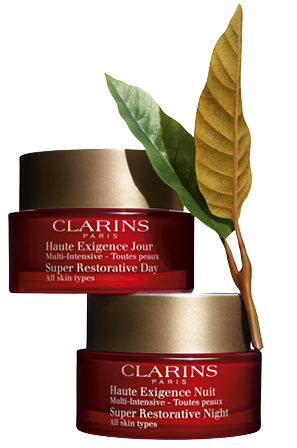 CLARINS
PARIS
Haute Exigence Jour
Multi-Intensive - Toutes peaux
Super Restorative Day
All skin types
CLARINS
PARIS
Haute Exigence Nuit
Multi-Intensive - Toutes peaux
Super Restorative Night
All skin types